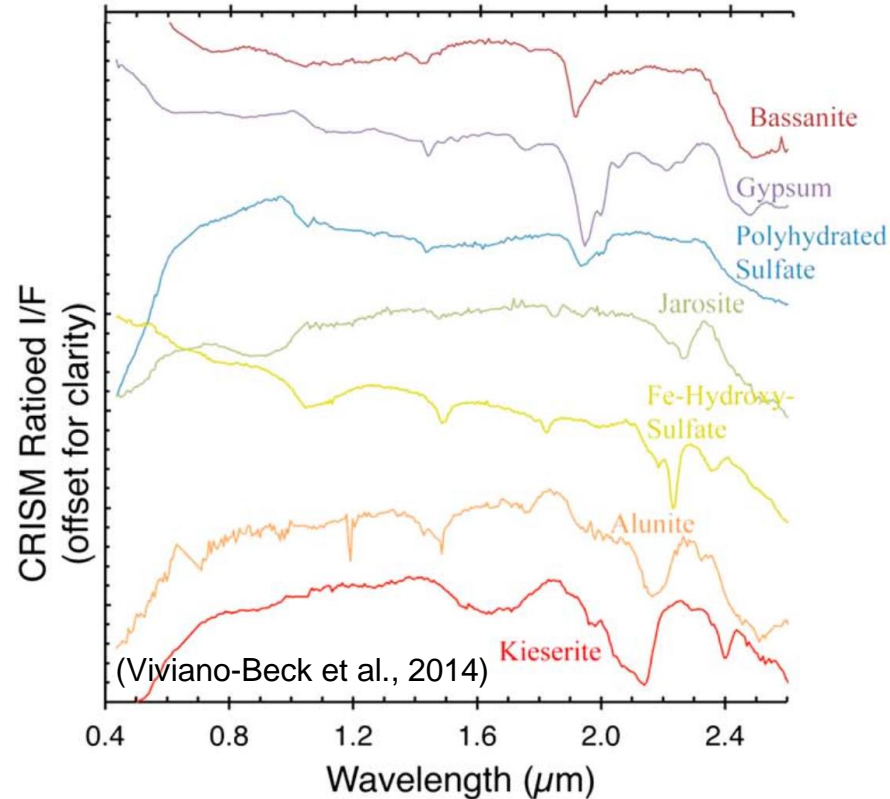 Bassanite
Gypsum
Polyhydrated
Sulfate
Jarosite
Fe-Hydroxy-
Sulfate
Alunite
Kieserite
(Viviano-Beck et al., 2014)
CRISM Ratioed I/F
(offset for clarity)
0.4 0.8 1.2 1.6 2.0 2.4
Wavelength (μm)